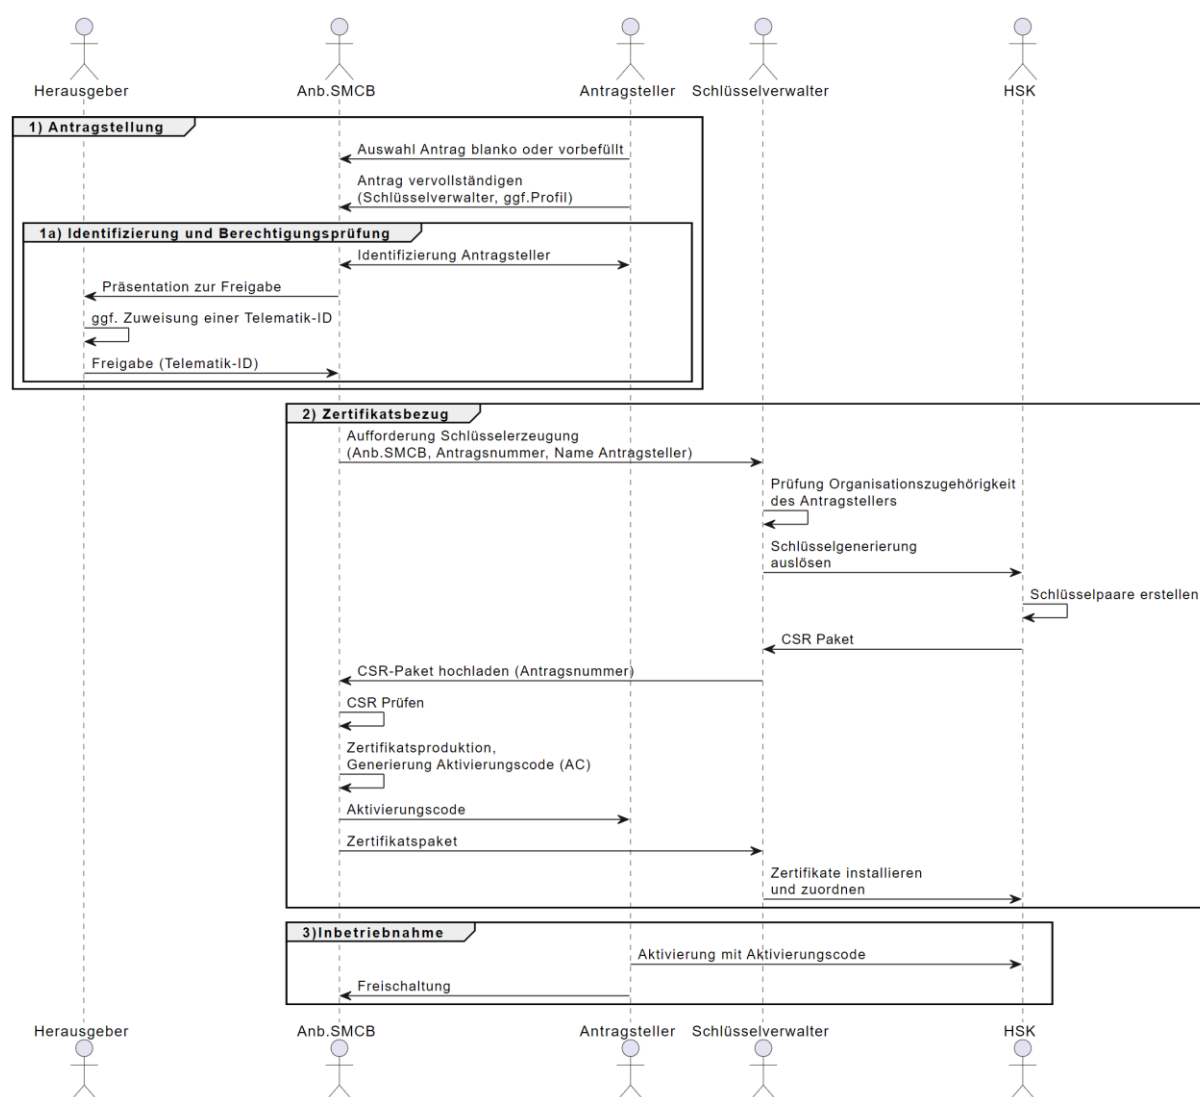 Herausgeber Anb.SMCB Antragsteller Schlüsselverwalter HSK
1) Antragstellung
Auswahl Antrag blanko oder vorbefüllt
Antrag vervollständigen
(Schlüsselverwalter, ggf.Profil)
1a) Identifizierung und Berechtigungsprüfung
Identifizierung Antragsteller
Präsentation zur Freigabe
ggf. Zuweisung einer Telematik-ID
Freigabe (Telematik-ID)
2) Zertifikatsbezug
Aufforderung Schlüsselerzeugung
(Anb.SMCB, Antragsnummer, Name Antragsteller)
Prüfung Organisationszugehörigkeit
des Antragstellers
Schlüsselgenerierung
auslösen
Schlüsselpaare erstellen
CSR Paket
CSR-Paket hochladen (Antragsnummer)
CSR Prüfen
Zertifikatsproduktion,
Generierung Aktivierungscode (AC)
Aktivierungscode
Zertifikatspaket
Zertifikate installieren
und zuordnen
3)Inbetriebnahme
Aktivierung mit Aktivierungscode
Freischaltung
Herausgeber Anb.SMCB Antragsteller Schlüsselverwalter HSK